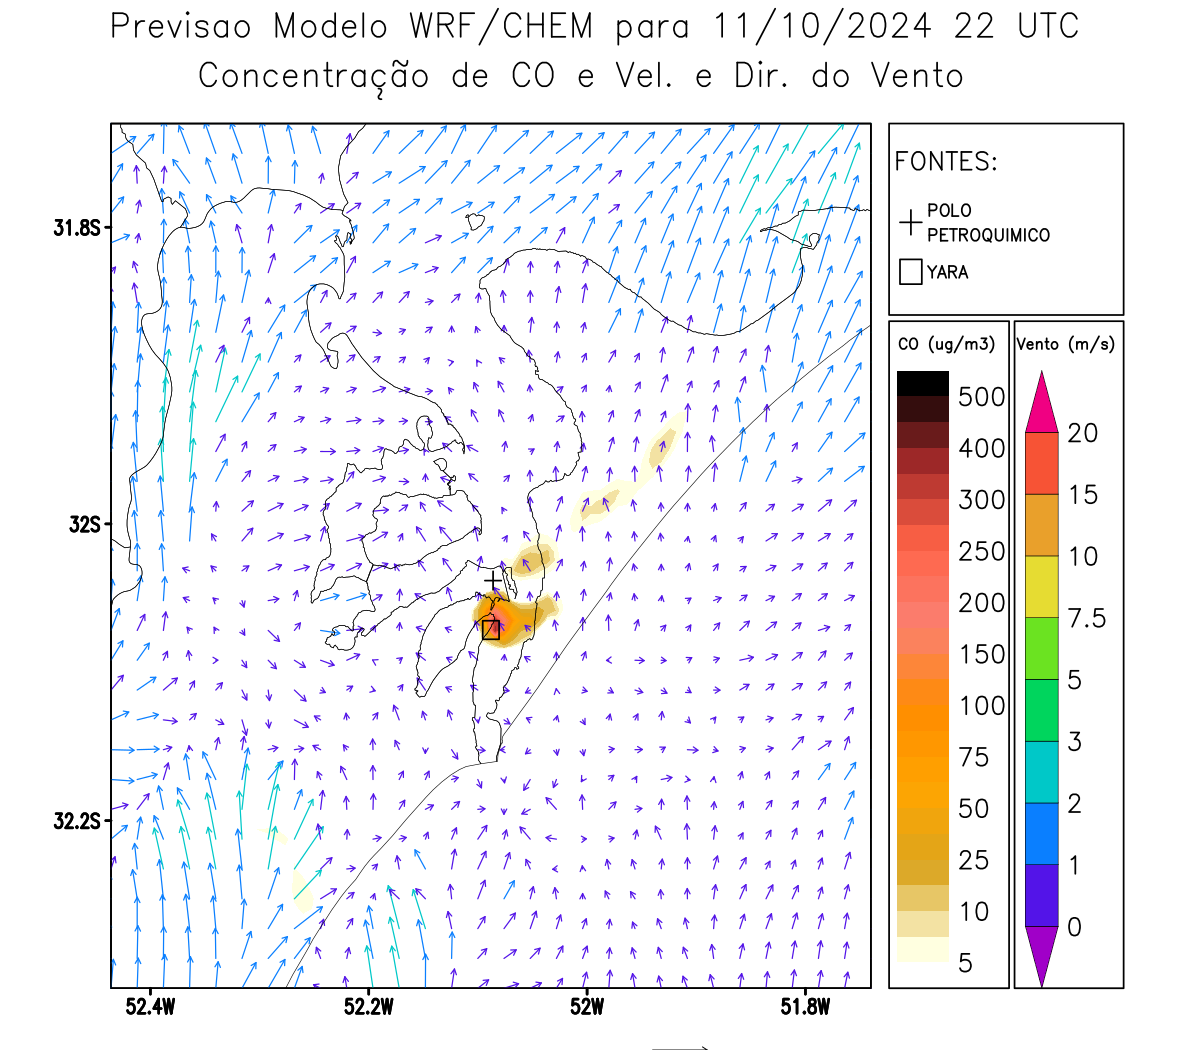 Previsao Modelo WRF/CHEM para 11/10/2024 22 UTC
Concentração de CO e Vel. e Dir. do Vento
FONTES:
POLO
PETROQUIMICO
YARA
CO (ug/m3)
500
400
300
250
200
150
100
75
50
25
10
5
Vento (m/s)
20
15
10
7.5
5
3
2
1
0
31.8S
32S
32.2S
52.4W
52.2W
52W
51.8W